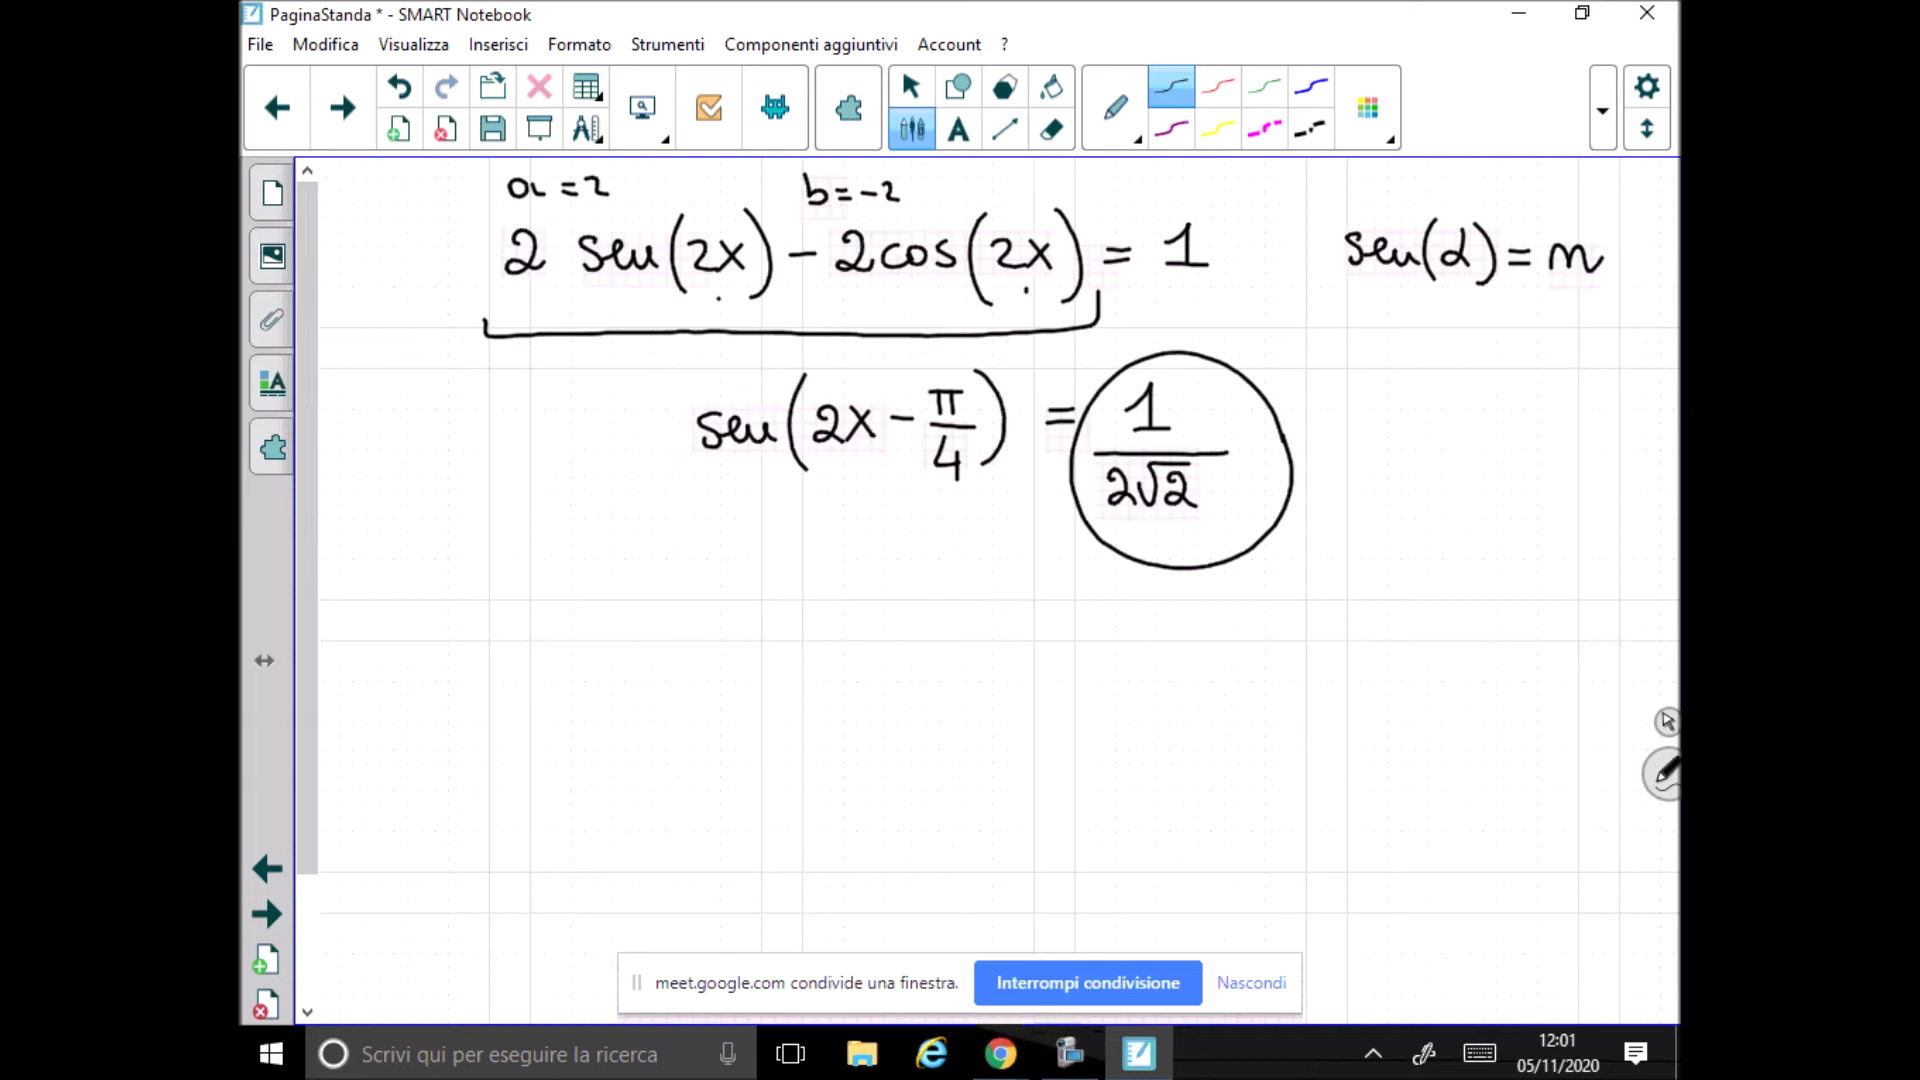 PaginaStanda * - SMART Notebook
File Modifica Visualizza Inserisci Formato Strumenti Componenti aggiuntivi Account ?
a = 2 b = -2
2 sen(2x) - 2cos(2x) = 1 sen(α) = m
sen(2x - π/4) = 1/2√2
meet.google.com condivide una finestra. Interrompi condivisione Nascondi
Scrivi qui per eseguire la ricerca
12:01
05/11/2020